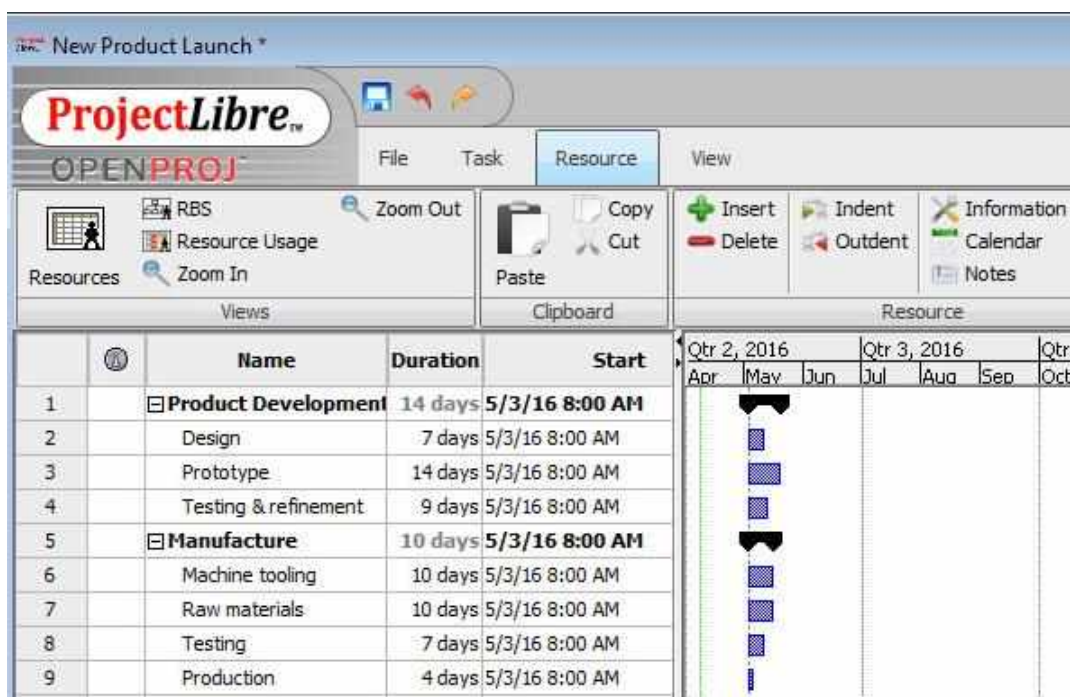 New Product Launch *
ProjectLibre™
OPENPROJ
File Task Resource View
RBS Zoom Out Copy Insert Indent Information
Resource Usage Cut Delete Outdent Calendar
Resources Zoom In Paste Notes
Views Clipboard Resource
Name Duration Start Qtr 2, 2016 Qtr 3, 2016 Qtr
Apr May Jun Jul Aug Sep Oct
1 Product Development 14 days 5/3/16 8:00 AM
2 Design 7 days 5/3/16 8:00 AM
3 Prototype 14 days 5/3/16 8:00 AM
4 Testing & refinement 9 days 5/3/16 8:00 AM
5 Manufacture 10 days 5/3/16 8:00 AM
6 Machine tooling 10 days 5/3/16 8:00 AM
7 Raw materials 10 days 5/3/16 8:00 AM
8 Testing 7 days 5/3/16 8:00 AM
9 Production 4 days 5/3/16 8:00 AM